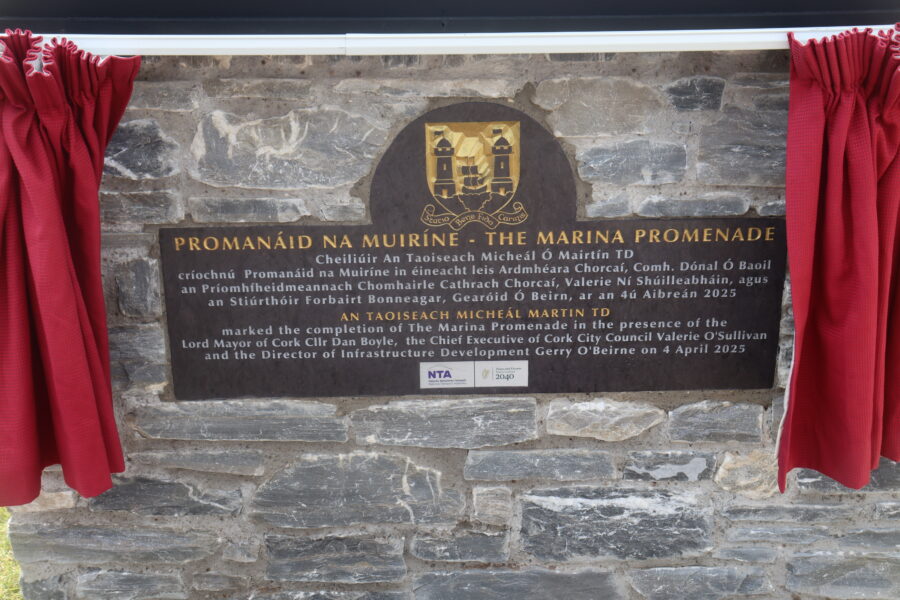 Statio Bene Fida Carinis
PROMANÁID NA MUIRÍNE - THE MARINA PROMENADE
Cheiliúir An Taoiseach Micheál Ó Mairtín TD
críochnú Promanáid na Muiríne in éineacht leis Ardmhéara Chorcaí, Comh. Dónal Ó Baoil
an Príomhfheidmeannach Chomhairle Cathrach Chorcaí, Valerie Ní Shúilleabháin, agus
an Stiúrthóir Forbairt Bonneagar, Gearóid Ó Beirn, ar an 4ú Aibreán 2025
AN TAOISEACH MICHEÁL MARTIN TD
marked the completion of The Marina Promenade in the presence of the
Lord Mayor of Cork Cllr Dan Boyle, the Chief Executive of Cork City Council Valerie O'Sullivan
and the Director of Infrastructure Development Gerry O'Beirne on 4 April 2025
NTA
2040